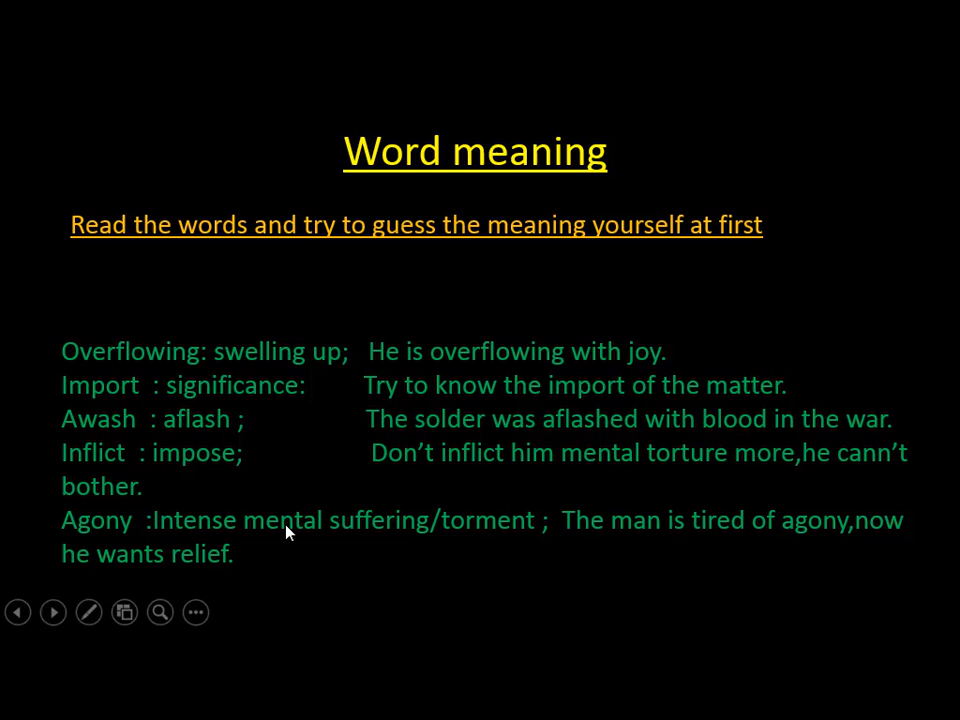 Word meaning
Read the words and try to guess the meaning yourself at first
Overflowing: swelling up; He is overflowing with joy.
Import : significance: Try to know the import of the matter.
Awash : aflash ; The solder was aflashed with blood in the war.
Inflict : impose; Don’t inflict him mental torture more,he cann’t
bother.
Agony :Intense mental suffering/torment ; The man is tired of agony,now
he wants relief.